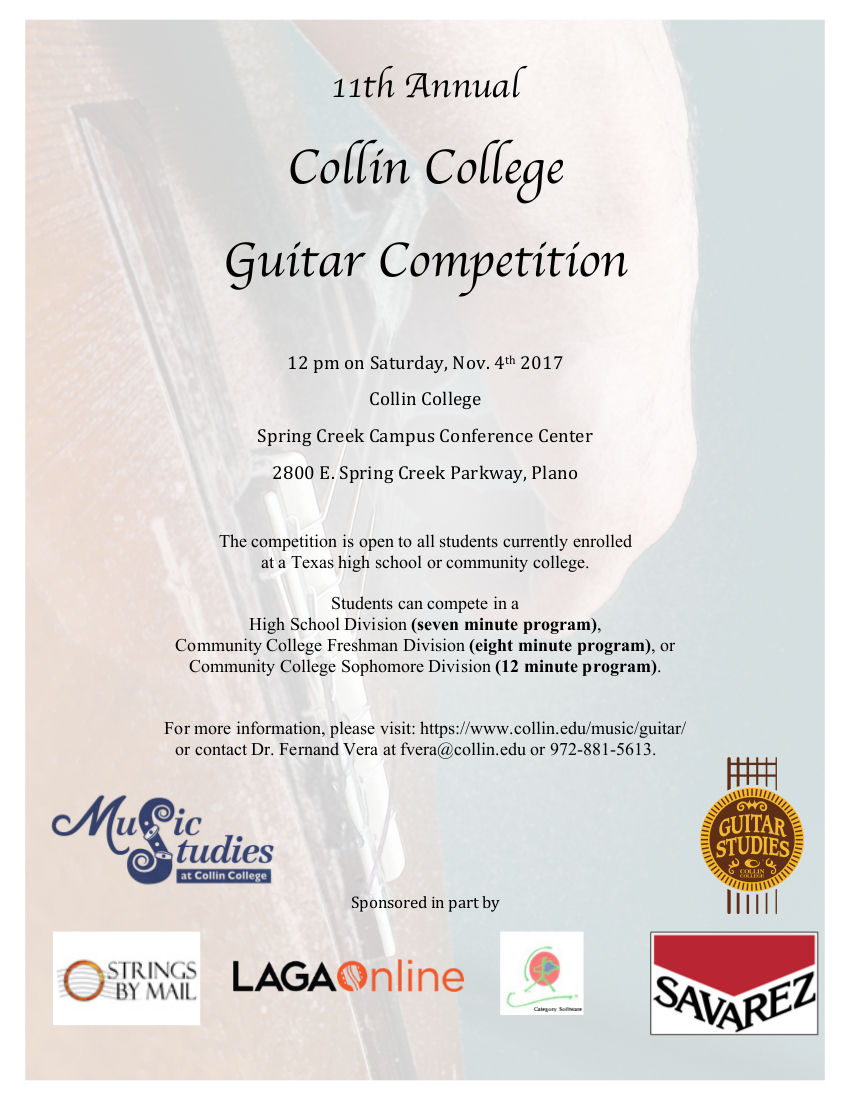 11th Annual
Collin College
Guitar Competition
12 pm on Saturday, Nov. 4th 2017
Collin College
Spring Creek Campus Conference Center
2800 E. Spring Creek Parkway, Plano
The competition is open to all students currently enrolled
at a Texas high school or community college.
Students can compete in a
High School Division (seven minute program),
Community College Freshman Division (eight minute program), or
Community College Sophomore Division (12 minute program).
For more information, please visit: https://www.collin.edu/music/guitar/
or contact Dr. Fernand Vera at fvera@collin.edu or 972-881-5613.
Music
Studies
at Collin College
GUITAR
STUDIES
COLLIN
COLLEGE
Sponsored in part by
STRINGS
BY MAIL
LAGAOnline
Category Software
SAVAREZ